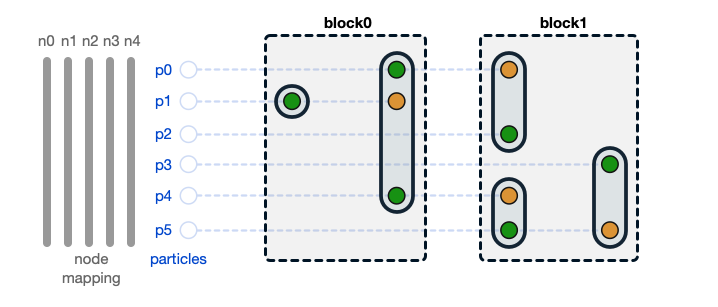 block0
block1
n0 n1 n2 n3 n4
p0
p1
p2
p3
p4
p5
node
mapping
particles